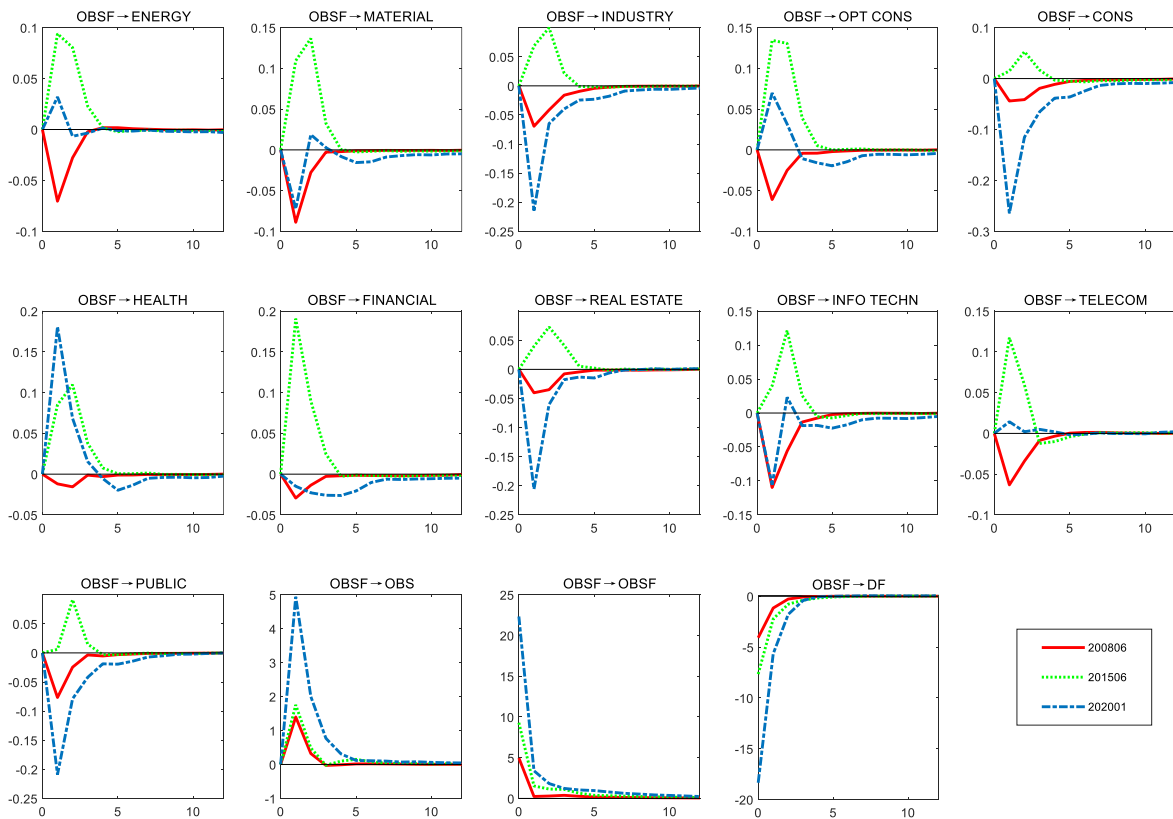 OBSF→ENERGY OBSF→MATERIAL OBSF→INDUSTRY OBSF→OPT CONS OBSF→CONS
0.1 0.15 0.1 0.15 0.1
0.05 0.1 0.05 0.1 0
0 0.05 0 0.05 -0.1
-0.05 0 -0.05 0 -0.2
-0.1 -0.05 -0.1 -0.05 -0.3
-0.1 -0.15 -0.1
-0.2
-0.25
0 5 10 0 5 10 0 5 10 0 5 10 0 5 10
OBSF→HEALTH OBSF→FINANCIAL OBSF→REAL ESTATE OBSF→INFO TECHN OBSF→TELECOM
0.2 0.2 0.05 0.15 0.15
0.15 0.15 0 0.1 0.1
0.1 0.1 -0.05 0.05 0.05
0.05 0.05 -0.1 0 0
0 0 -0.15 -0.05 -0.05
-0.05 -0.05 -0.2 -0.1 -0.1
-0.25 -0.15
0 5 10 0 5 10 0 5 10 0 5 10 0 5 10
OBSF→PUBLIC OBSF→OBS OBSF→OBSF OBSF→DF
0.05 5 25 0
0 4 20 -5
-0.05 3 15 -10
-0.1 2 10 -15
-0.15 1 5 -20
-0.2 0 0
-0.25 -1
0 5 10 0 5 10 0 5 10 0 5 10
200806
201506
202001